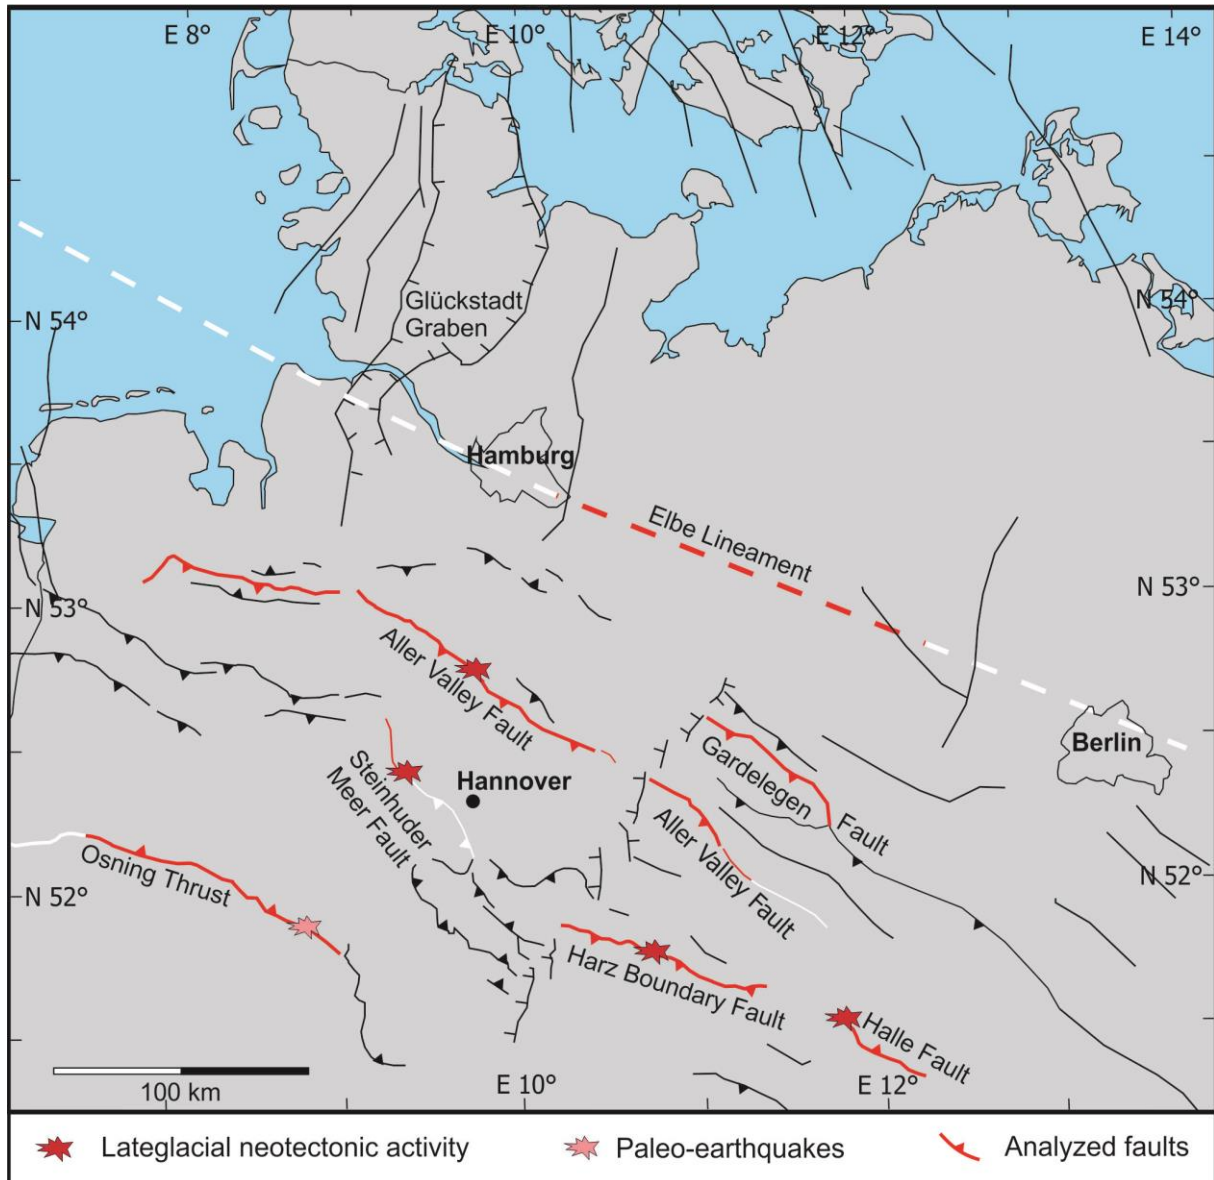 E 8°
E 10°
E 12°
E 14°
Glückstadt
Graben
N 54°
N 54°
Hamburg
Elbe Lineament
N 53°
N 53°
Aller Valley Fault
Steinhuder
Meer Fault
Hannover
Gardelegen Fault
Berlin
Aller Valley Fault
N 52°
N 52°
Osning Thrust
Harz Boundary Fault
Halle Fault
100 km
E 10°
E 12°
Lateglacial neotectonic activity
Paleo-earthquakes
Analyzed faults